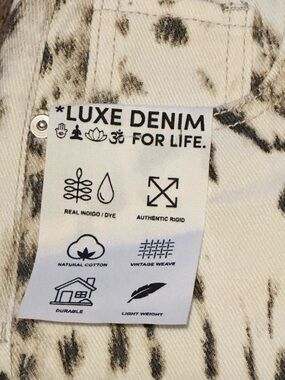 *LUXE DENIM
ॐ FOR LIFE.
REAL INDIGO / DYE
AUTHENTIC RIGID
NATURAL COTTON
VINTAGE WEAVE
DURABLE
LIGHT WEIGHT